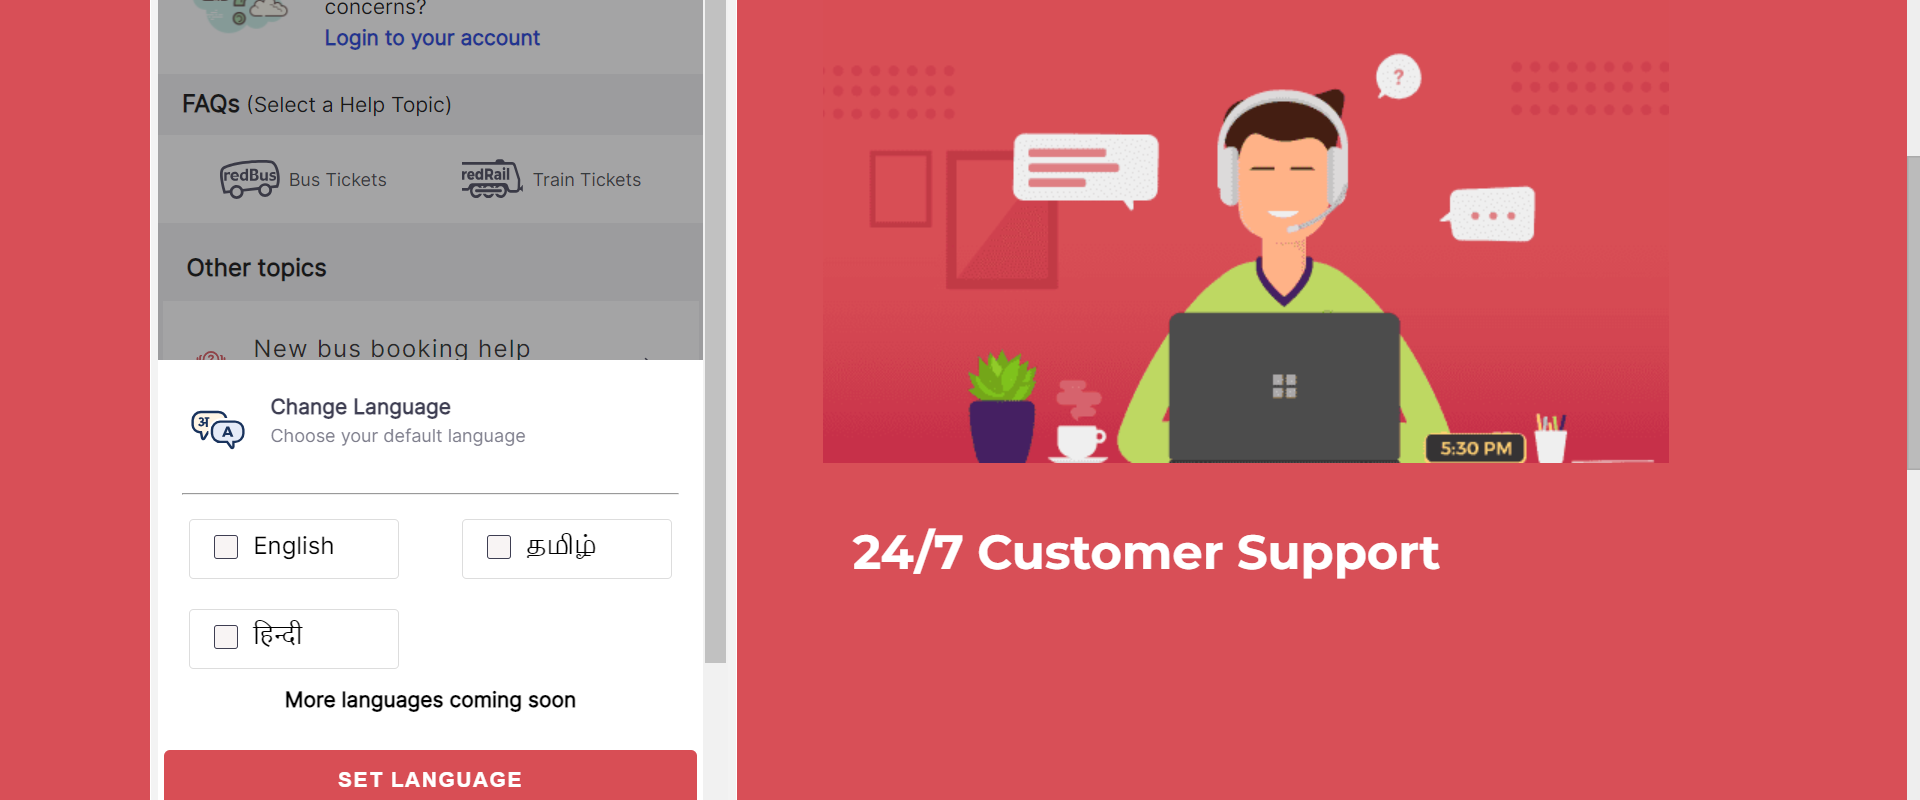 concerns?
Login to your account
FAQs (Select a Help Topic)
redBus Bus Tickets
redRail Train Tickets
Other topics
New bus booking help
अ A
Change Language
Choose your default language
English
தமிழ்
हिन्दी
More languages coming soon
SET LANGUAGE
?
5:30 PM
24/7 Customer Support